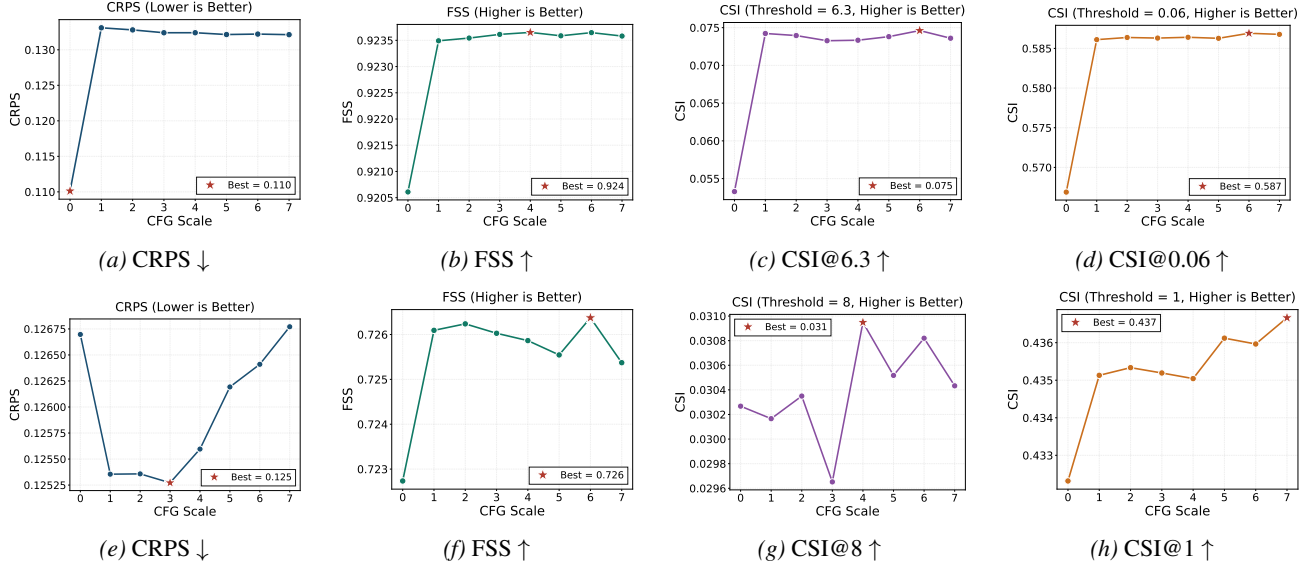 CRPS (Lower is Better)
0.130
0.125
0.120
0.115
0.110
CRPS
Best = 0.110
0 1 2 3 4 5 6 7
CFG Scale
(a) CRPS ↓
FSS (Higher is Better)
0.9235
0.9230
0.9225
0.9220
0.9215
0.9210
0.9205
FSS
Best = 0.924
0 1 2 3 4 5 6 7
CFG Scale
(b) FSS ↑
CSI (Threshold = 6.3, Higher is Better)
0.075
0.070
0.065
0.060
0.055
CSI
Best = 0.075
0 1 2 3 4 5 6 7
CFG Scale
(c) CSI@6.3 ↑
CSI (Threshold = 0.06, Higher is Better)
0.585
0.580
0.575
0.570
CSI
Best = 0.587
0 1 2 3 4 5 6 7
CFG Scale
(d) CSI@0.06 ↑
CRPS (Lower is Better)
0.12675
0.12650
0.12625
0.12600
0.12575
0.12550
0.12525
CRPS
Best = 0.125
0 1 2 3 4 5 6 7
CFG Scale
(e) CRPS ↓
FSS (Higher is Better)
0.726
0.725
0.724
0.723
FSS
Best = 0.726
0 1 2 3 4 5 6 7
CFG Scale
(f) FSS ↑
CSI (Threshold = 8, Higher is Better)
0.0310
0.0308
0.0306
0.0304
0.0302
0.0300
0.0298
0.0296
CSI
Best = 0.031
0 1 2 3 4 5 6 7
CFG Scale
(g) CSI@8 ↑
CSI (Threshold = 1, Higher is Better)
0.436
0.435
0.434
0.433
CSI
Best = 0.437
0 1 2 3 4 5 6 7
CFG Scale
(h) CSI@1 ↑